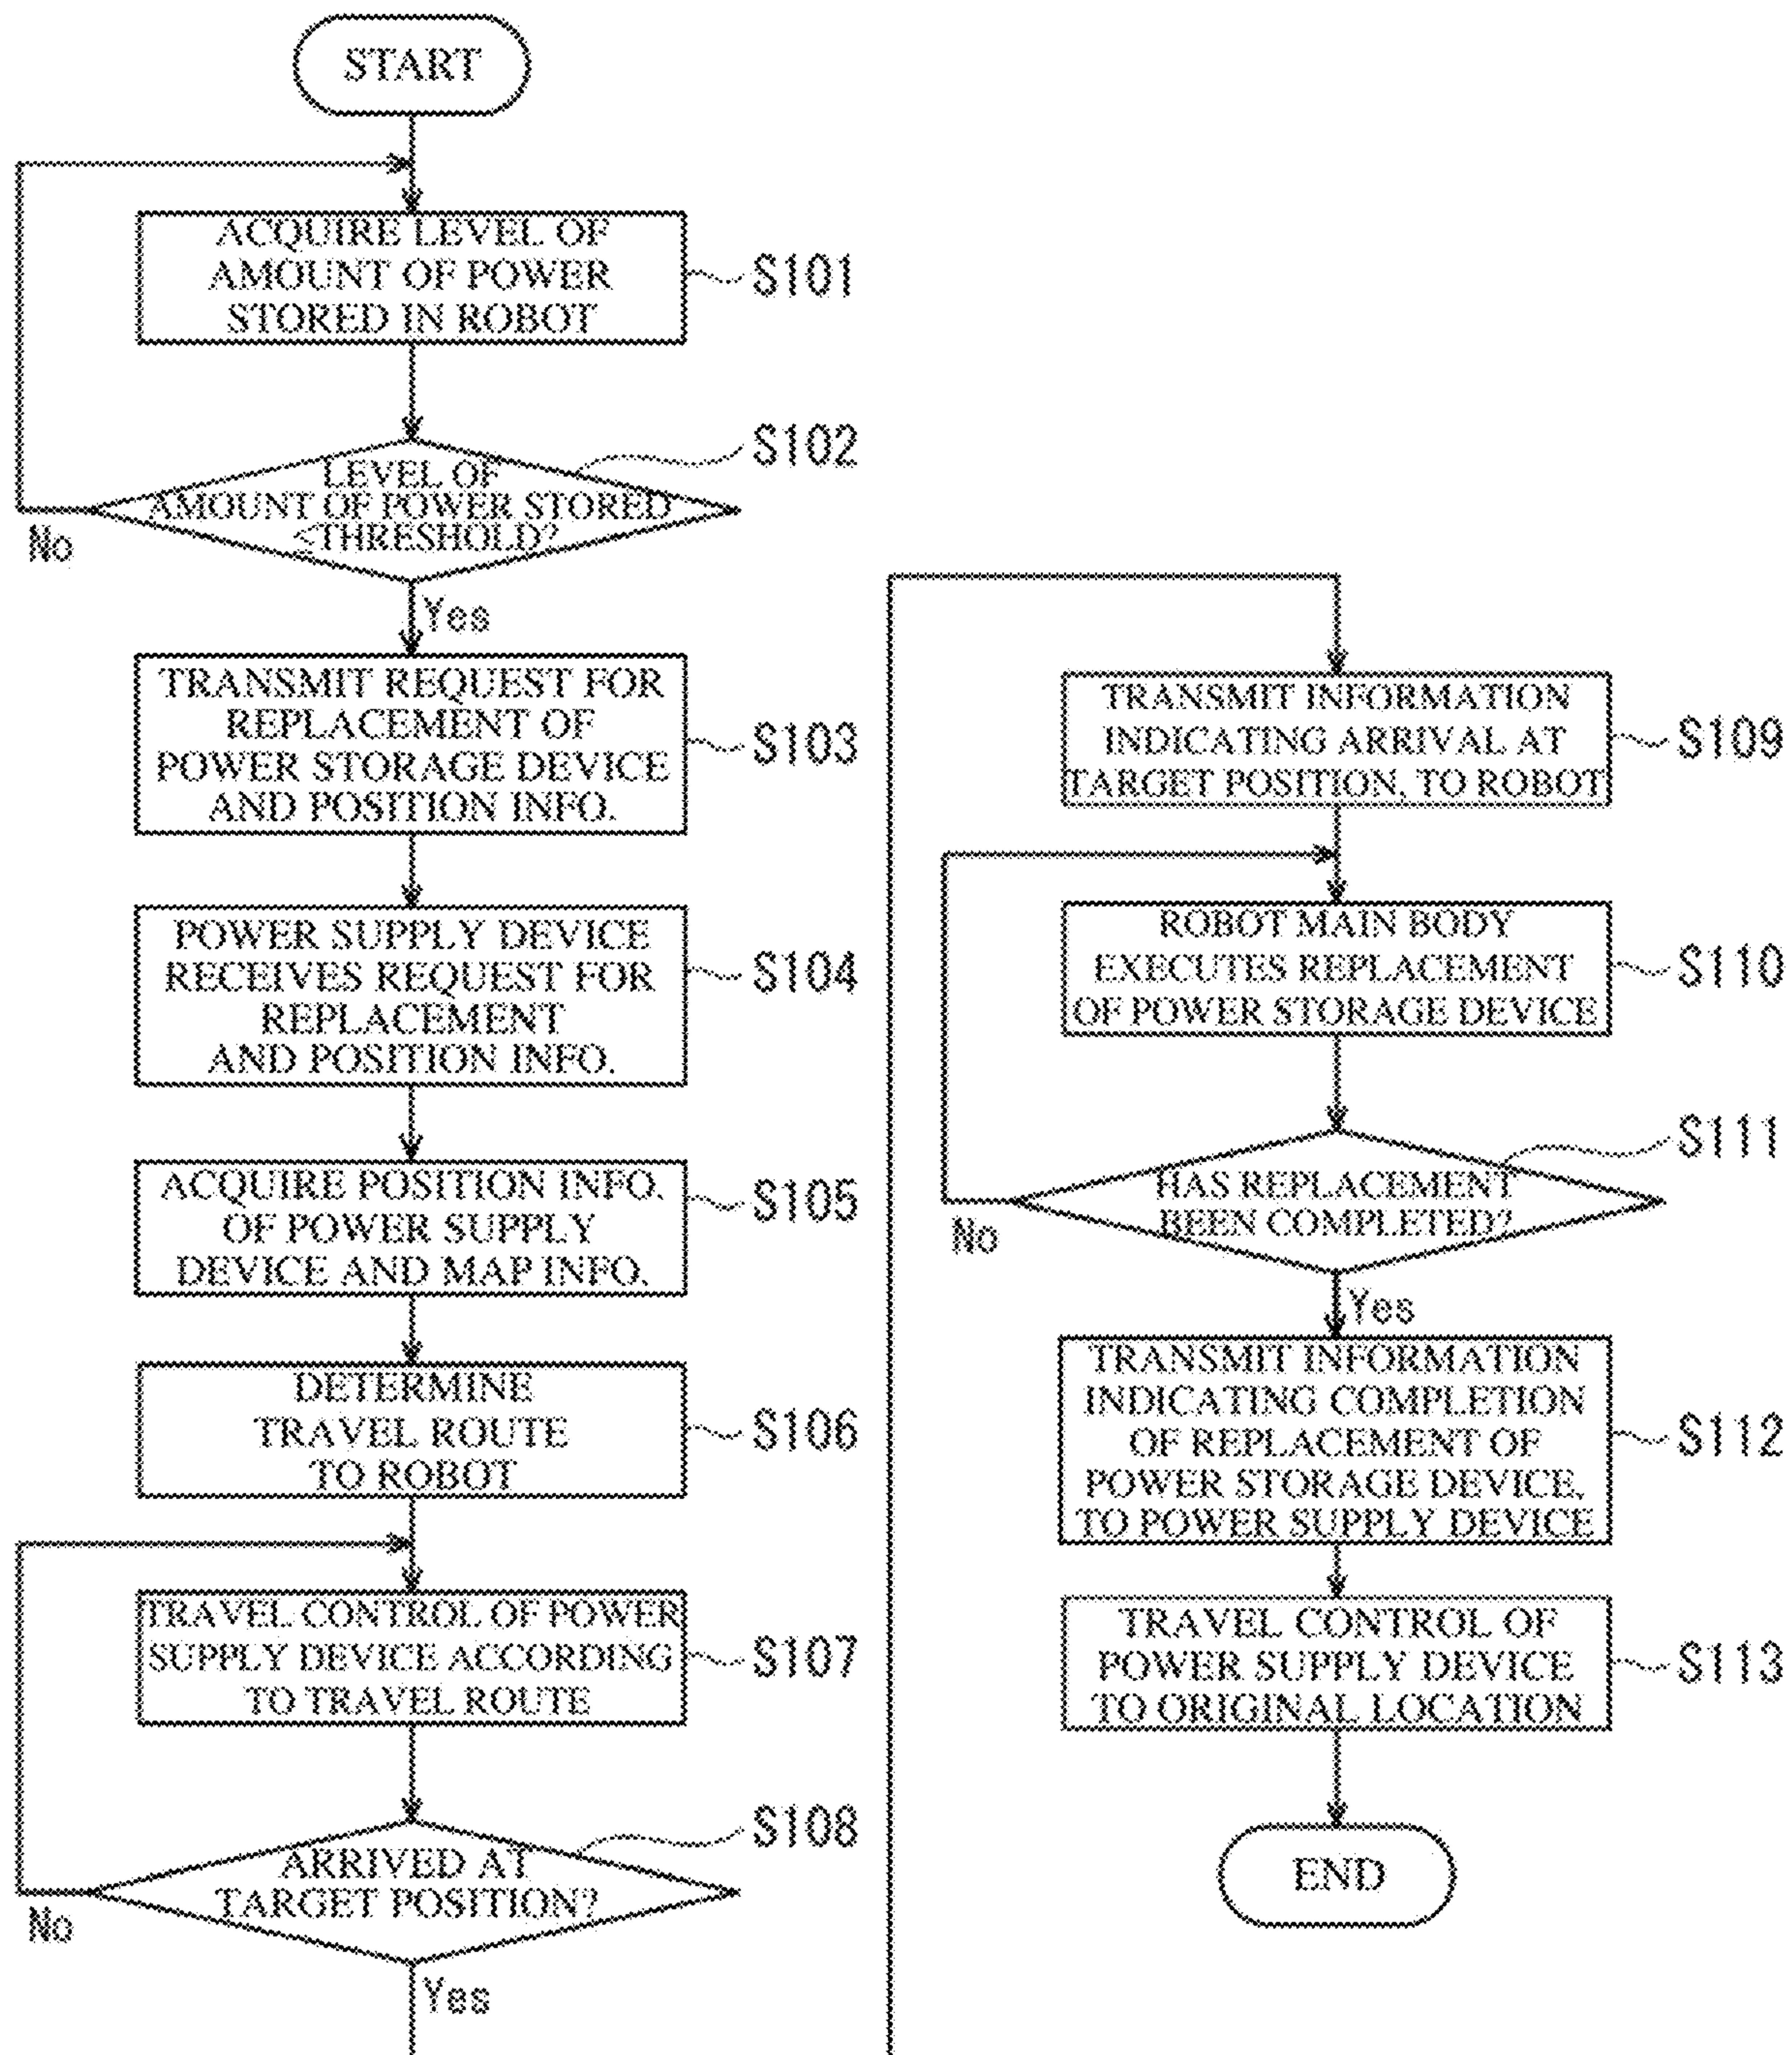 START
ACQUIRE LEVEL OF
AMOUNT OF POWER
STORED IN ROBOT
S101
LEVEL OF
AMOUNT OF POWER STORED
≤THRESHOLD?
S102
No
Yes
TRANSMIT REQUEST FOR
REPLACEMENT OF
POWER STORAGE DEVICE
AND POSITION INFO.
S103
POWER SUPPLY DEVICE
RECEIVES REQUEST FOR
REPLACEMENT
AND POSITION INFO.
S104
ACQUIRE POSITION INFO.
OF POWER SUPPLY
DEVICE AND MAP INFO.
S105
DETERMINE
TRAVEL ROUTE
TO ROBOT
S106
TRAVEL CONTROL OF POWER
SUPPLY DEVICE ACCORDING
TO TRAVEL ROUTE
S107
ARRIVED AT
TARGET POSITION?
S108
No
Yes
TRANSMIT INFORMATION
INDICATING ARRIVAL AT
TARGET POSITION, TO ROBOT
S109
ROBOT MAIN BODY
EXECUTES REPLACEMENT
OF POWER STORAGE DEVICE
S110
HAS REPLACEMENT
BEEN COMPLETED?
S111
No
Yes
TRANSMIT INFORMATION
INDICATING COMPLETION
OF REPLACEMENT OF
POWER STORAGE DEVICE,
TO POWER SUPPLY DEVICE
S112
TRAVEL CONTROL OF
POWER SUPPLY DEVICE
TO ORIGINAL LOCATION
S113
END